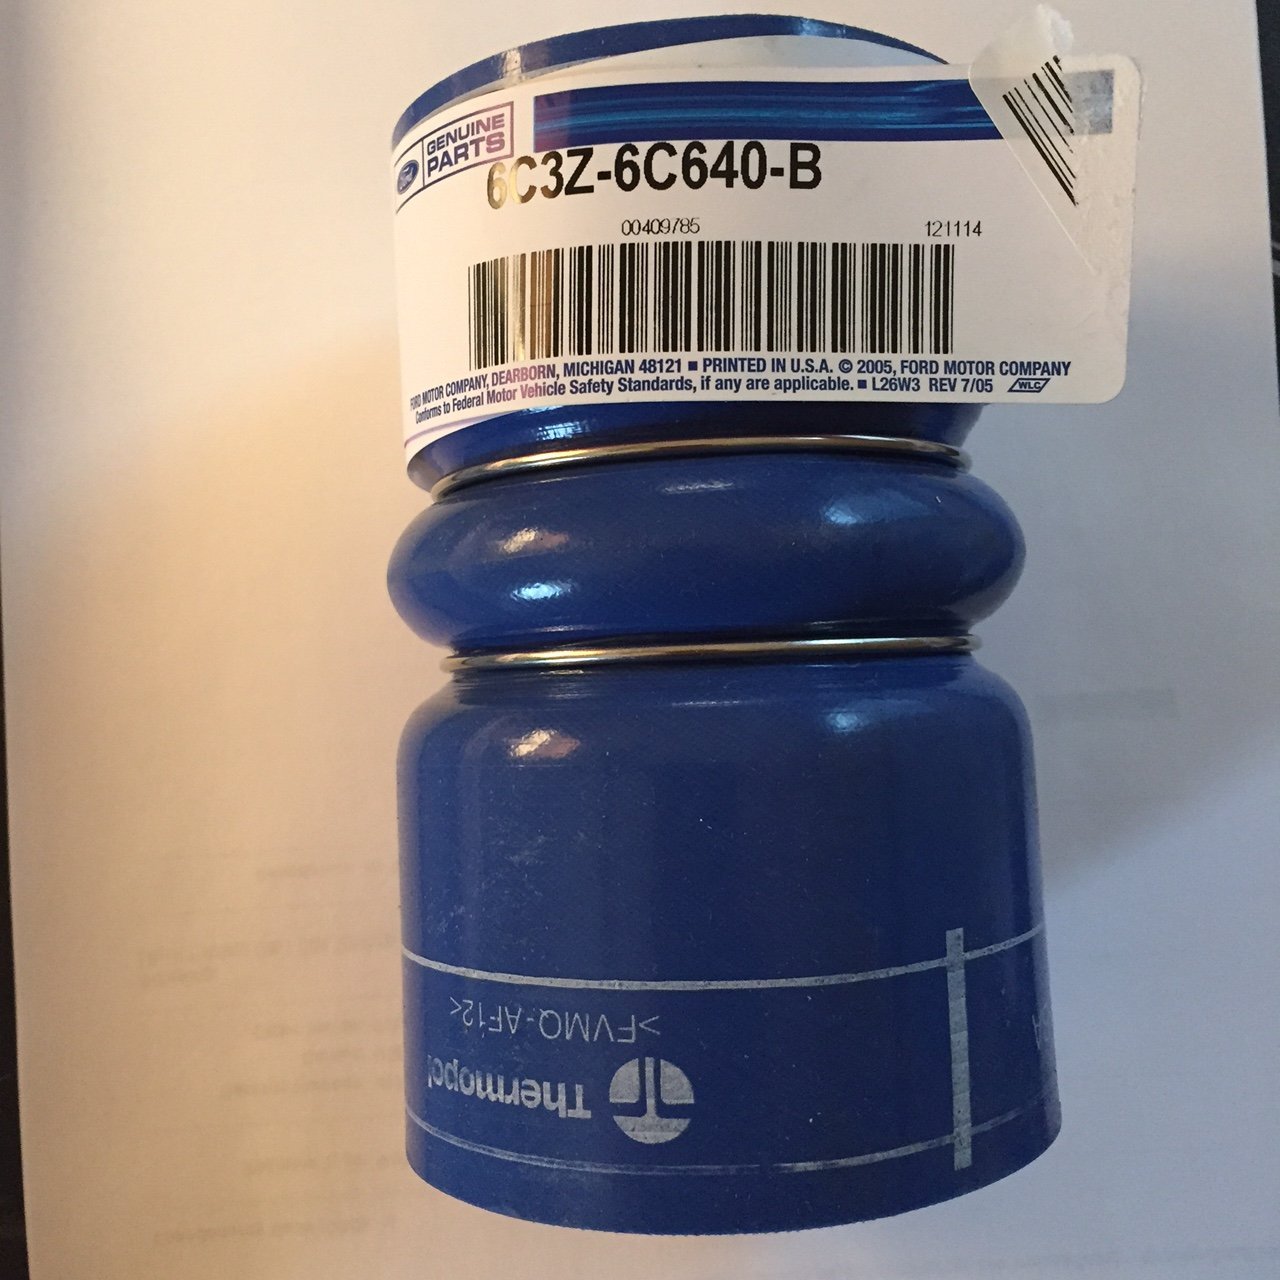 Ford
GENUINE
PARTS
6C3Z-6C640-B
00409785 121114
FORD MOTOR COMPANY, DEARBORN, MICHIGAN 48121 ■ PRINTED IN U.S.A. © 2005, FORD MOTOR COMPANY
Conforms to Federal Motor Vehicle Safety Standards, if any are applicable. ■ L26W3 REV 7/05 WLC
>FVMQ-AF12<
Thermopol